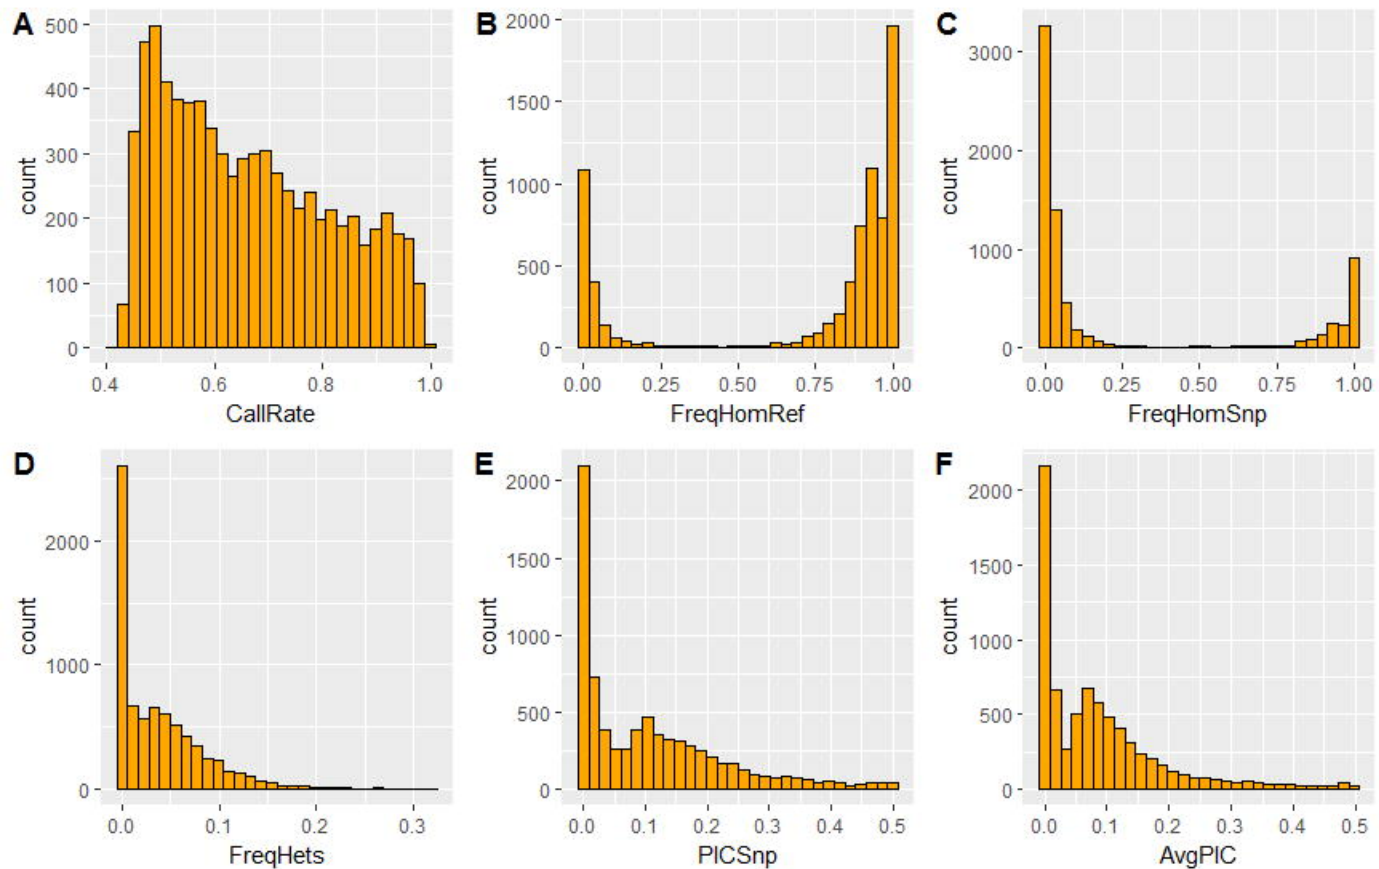 A
500
400
300
200
100
0
count
0.4 0.6 0.8 1.0
CallRate
B
2000
1500
1000
500
0
count
0.00 0.25 0.50 0.75 1.00
FreqHomRef
C
3000
2000
1000
0
count
0.00 0.25 0.50 0.75 1.00
FreqHomSnp
D
2000
1000
0
count
0.0 0.1 0.2 0.3
FreqHets
E
2000
1500
1000
500
0
count
0.0 0.1 0.2 0.3 0.4 0.5
PICSnp
F
2000
1500
1000
500
0
count
0.0 0.1 0.2 0.3 0.4 0.5
AvgPIC